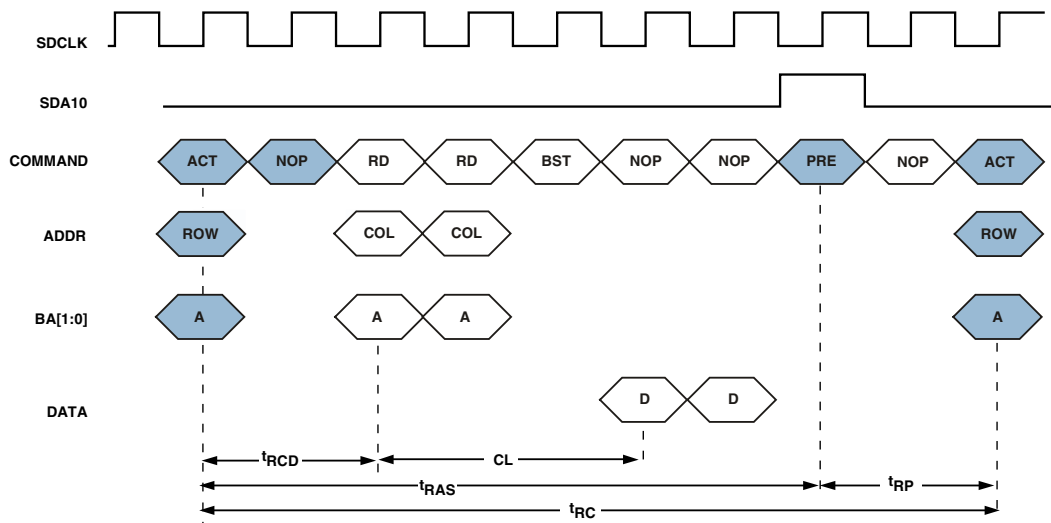 SDCLK
SDA10
COMMAND ACT NOP RD RD BST NOP NOP PRE NOP ACT
ADDR ROW COL COL ROW
BA[1:0] A A A A
DATA D D
tRCD CL
tRAS tRP
tRC